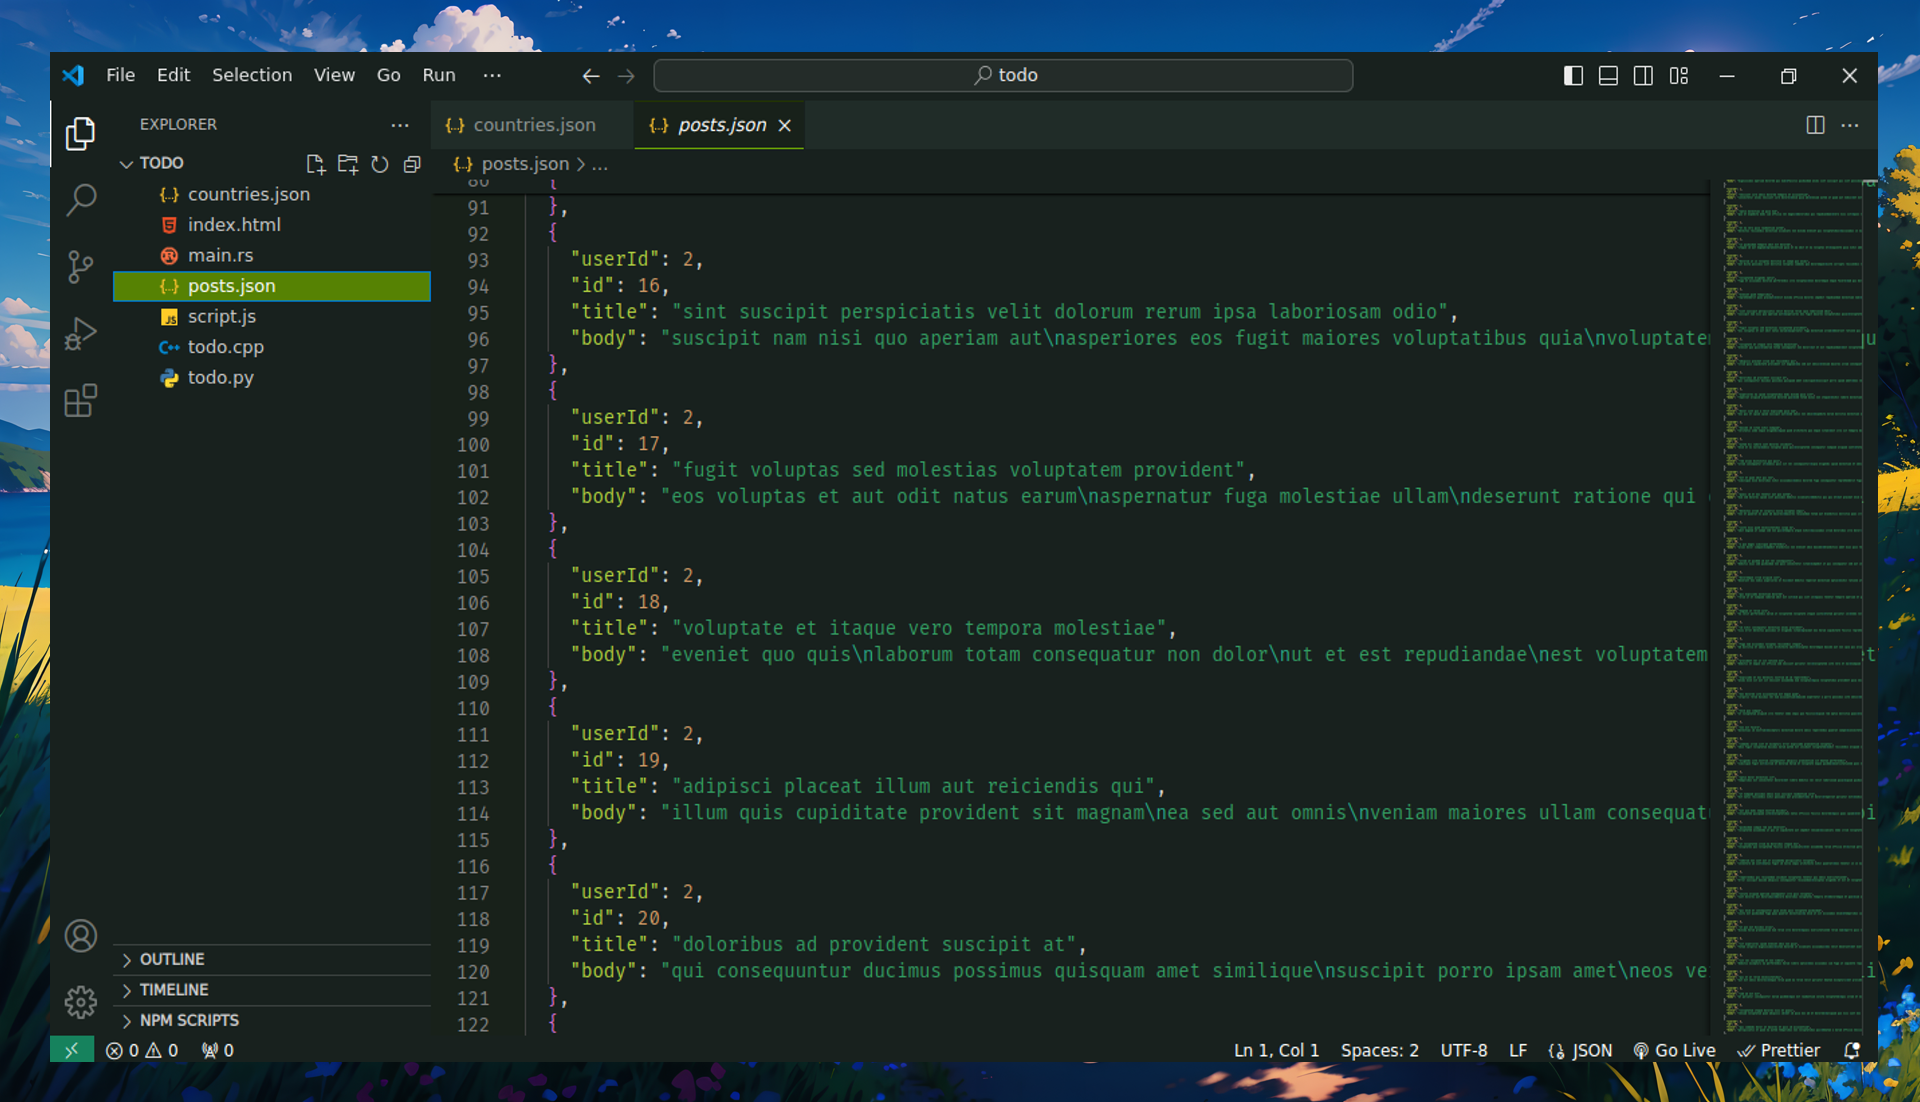 File Edit Selection View Go Run ···
todo
EXPLORER
countries.json
posts.json
TODO
posts.json > ...
countries.json
index.html
main.rs
posts.json
script.js
todo.cpp
todo.py
OUTLINE
TIMELINE
NPM SCRIPTS
80 {
91 },
92 {
93 "userId": 2,
94 "id": 16,
95 "title": "sint suscipit perspiciatis velit dolorum rerum ipsa laboriosam odio",
96 "body": "suscipit nam nisi quo aperiam aut\nasperiores eos fugit maiores voluptatibus quia\nvoluptatem
97 },
98 {
99 "userId": 2,
100 "id": 17,
101 "title": "fugit voluptas sed molestias voluptatem provident",
102 "body": "eos voluptas et aut odit natus earum\naspernatur fuga molestiae ullam\ndeserunt ratione qui
103 },
104 {
105 "userId": 2,
106 "id": 18,
107 "title": "voluptate et itaque vero tempora molestiae",
108 "body": "eveniet quo quis\nlaborum totam consequatur non dolor\nut et est repudiandae\nest voluptatem
109 },
110 {
111 "userId": 2,
112 "id": 19,
113 "title": "adipisci placeat illum aut reiciendis qui",
114 "body": "illum quis cupiditate provident sit magnam\nea sed aut omnis\nveniam maiores ullam consequat
115 },
116 {
117 "userId": 2,
118 "id": 20,
119 "title": "doloribus ad provident suscipit at",
120 "body": "qui consequuntur ducimus possimus quisquam amet similique\nsuscipit porro ipsam amet\neos ve
121 },
122 {
0 0 0
Ln 1, Col 1 Spaces: 2 UTF-8 LF JSON Go Live Prettier